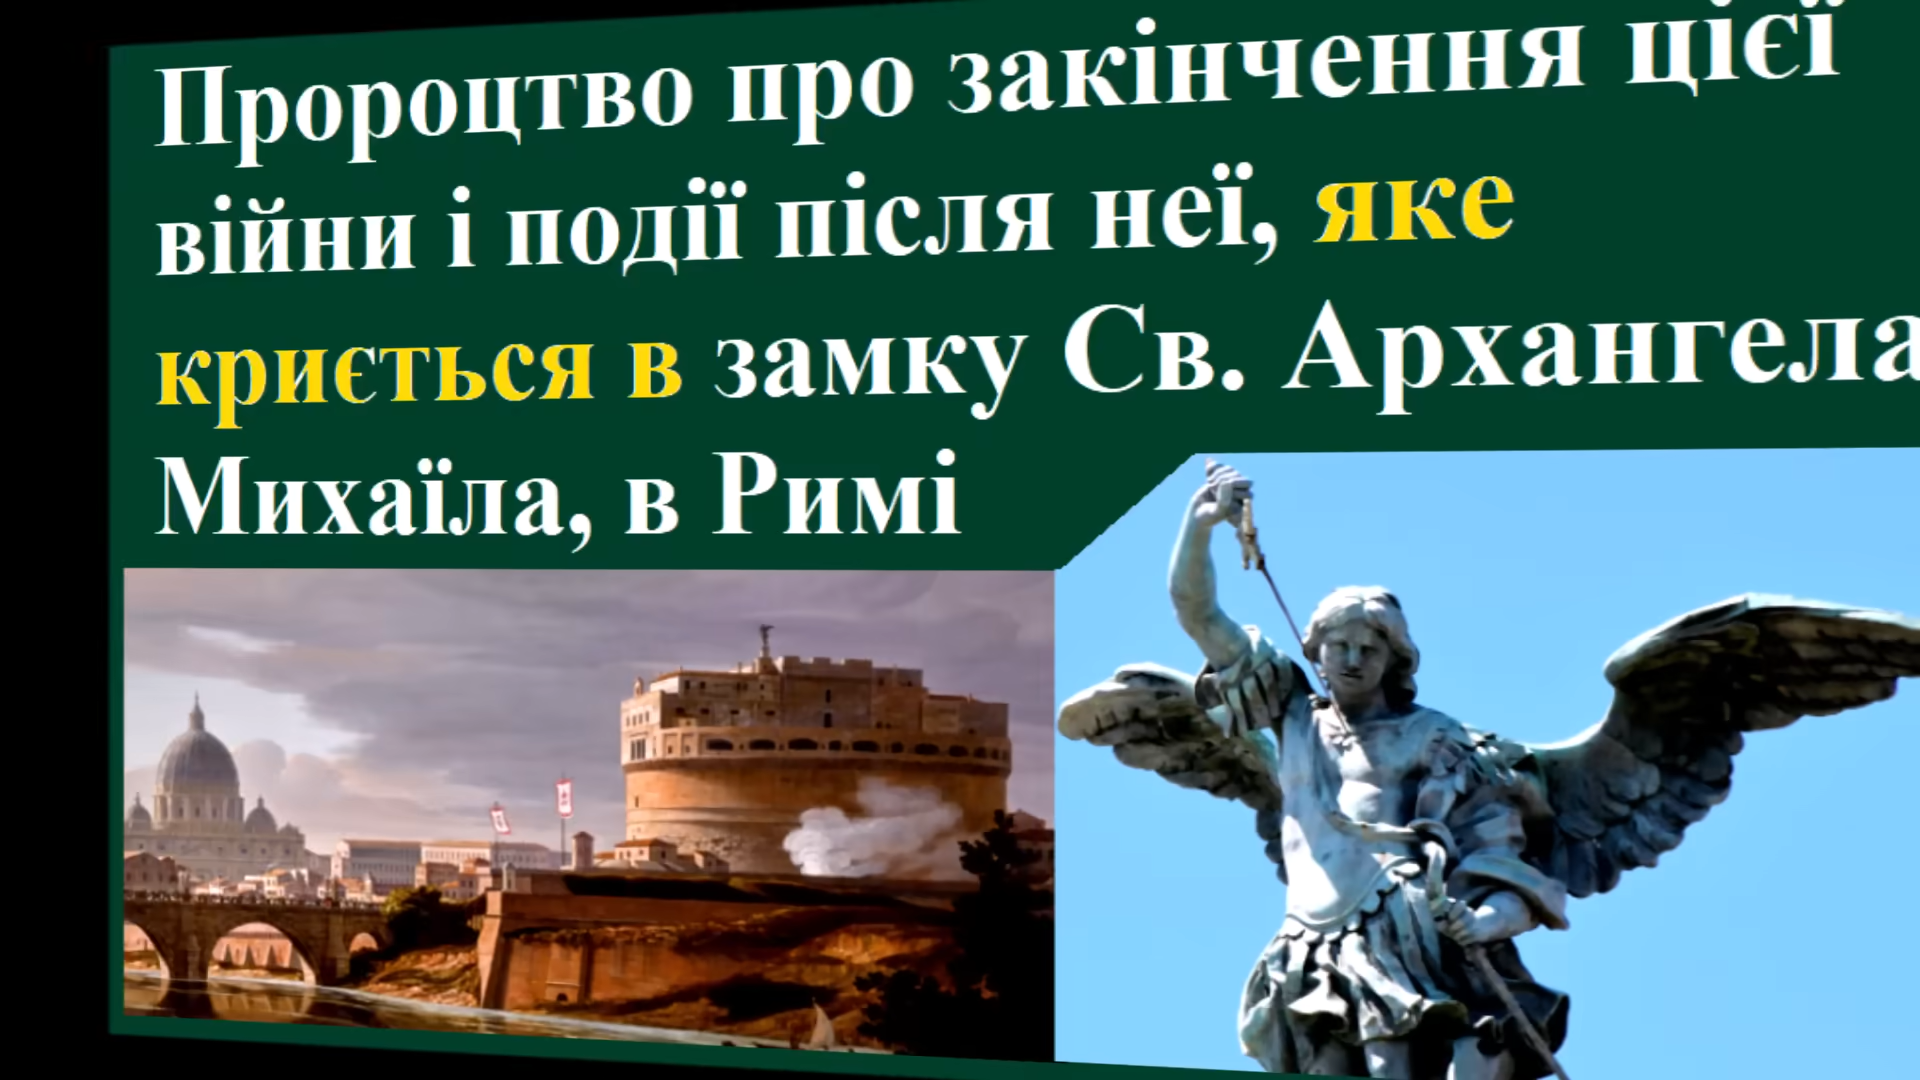 Пророцтво про закінчення цієї
війни і події після неї, яке
криється в замку Св. Архангела
Михаїла, в Римі